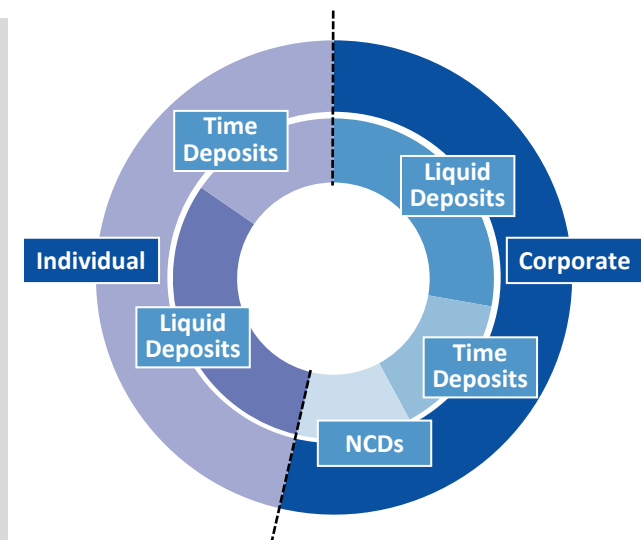 Time
Deposits
Liquid
Deposits
Individual
Corporate
Liquid
Deposits
Time
Deposits
NCDs